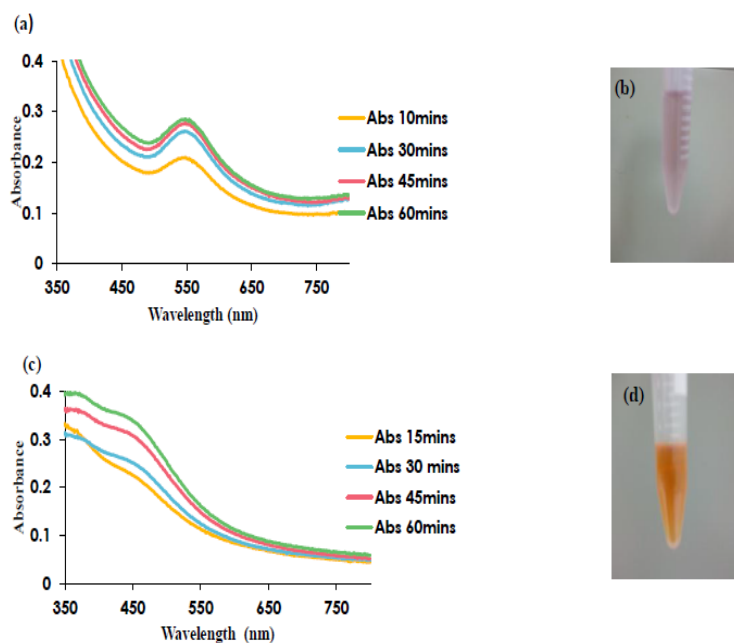 (a)
0.4
0.3
0.2
0.1
0
Absorbance
350 450 550 650 750
Wavelength (nm)
Abs 10mins
Abs 30mins
Abs 45mins
Abs 60mins
(b)
(c)
0.4
0.3
0.2
0.1
0
Absorbance
350 450 550 650 750
Wavelength (nm)
Abs 15mins
Abs 30 mins
Abs 45mins
Abs 60mins
(d)